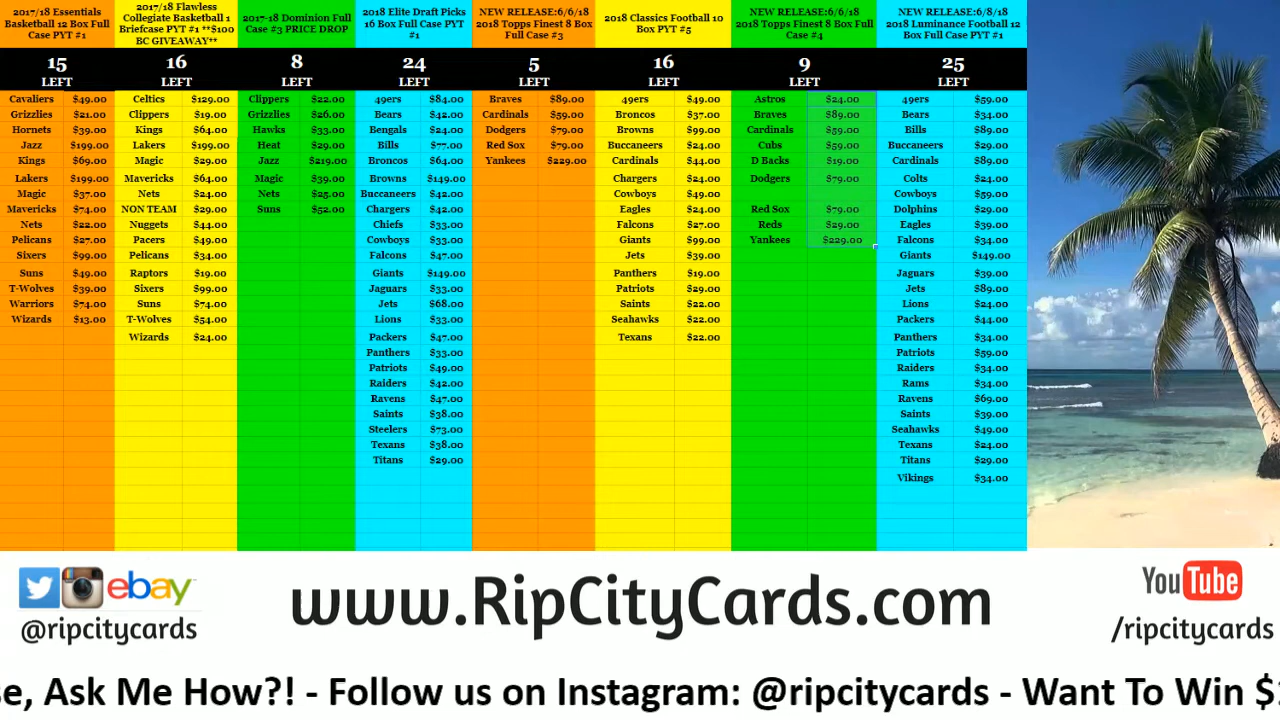 2017/18 Essentials
Basketball 12 Box Full
Case PYT #1
15
LEFT
Cavaliers $49.00
Grizzlies $21.00
Hornets $39.00
Jazz $199.00
Kings $69.00
Lakers $199.00
Magic $37.00
Mavericks $74.00
Nets $22.00
Pelicans $27.00
Sixers $99.00
Suns $49.00
T-Wolves $39.00
Warriors $74.00
Wizards $13.00
2017/18 Flawless
Collegiate Basketball 1
Briefcase PYT #1 **$100
BC GIVEAWAY**
16
LEFT
Celtics $129.00
Clippers $19.00
Kings $64.00
Lakers $199.00
Magic $29.00
Mavericks $64.00
Nets $24.00
NON TEAM $29.00
Nuggets $44.00
Pacers $49.00
Pelicans $34.00
Raptors $19.00
Sixers $99.00
Suns $74.00
T-Wolves $54.00
Wizards $24.00
2017-18 Dominion Full
Case #3 PRICE DROP
8
LEFT
Clippers $22.00
Grizzlies $26.00
Hawks $33.00
Heat $29.00
Jazz $219.00
Magic $39.00
Nets $25.00
Suns $52.00
2018 Elite Draft Picks
16 Box Full Case PYT
#1
24
LEFT
49ers $84.00
Bears $42.00
Bengals $24.00
Bills $77.00
Broncos $64.00
Browns $149.00
Buccaneers $42.00
Chargers $42.00
Chiefs $33.00
Cowboys $33.00
Falcons $47.00
Giants $149.00
Jaguars $33.00
Jets $68.00
Lions $33.00
Packers $47.00
Panthers $33.00
Patriots $49.00
Raiders $42.00
Ravens $47.00
Saints $38.00
Steelers $73.00
Texans $38.00
Titans $29.00
NEW RELEASE:6/6/18
2018 Topps Finest 8 Box
Full Case #3
5
LEFT
Braves $89.00
Cardinals $59.00
Dodgers $79.00
Red Sox $79.00
Yankees $229.00
2018 Classics Football 10
Box PYT #5
16
LEFT
49ers $49.00
Broncos $37.00
Browns $99.00
Buccaneers $24.00
Cardinals $44.00
Chargers $24.00
Cowboys $49.00
Eagles $24.00
Falcons $27.00
Giants $99.00
Jets $39.00
Panthers $19.00
Patriots $29.00
Saints $22.00
Seahawks $22.00
Texans $22.00
NEW RELEASE:6/6/18
2018 Topps Finest 8 Box Full
Case #4
9
LEFT
Astros $24.00
Braves $89.00
Cardinals $59.00
Cubs $59.00
D Backs $19.00
Dodgers $79.00
Red Sox $79.00
Reds $29.00
Yankees $229.00
NEW RELEASE:6/8/18
2018 Luminance Football 12
Box Full Case PYT #1
25
LEFT
49ers $59.00
Bears $34.00
Bills $89.00
Buccaneers $29.00
Cardinals $89.00
Colts $24.00
Cowboys $59.00
Dolphins $29.00
Eagles $39.00
Falcons $34.00
Giants $149.00
Jaguars $39.00
Jets $89.00
Lions $24.00
Packers $44.00
Panthers $34.00
Patriots $59.00
Raiders $34.00
Rams $34.00
Ravens $69.00
Saints $39.00
Seahawks $49.00
Texans $24.00
Titans $29.00
Vikings $34.00
ebay
@ripcitycards
www.RipCityCards.com
YouTube
/ripcitycards
se, Ask Me How?! - Follow us on Instagram: @ripcitycards - Want To Win $